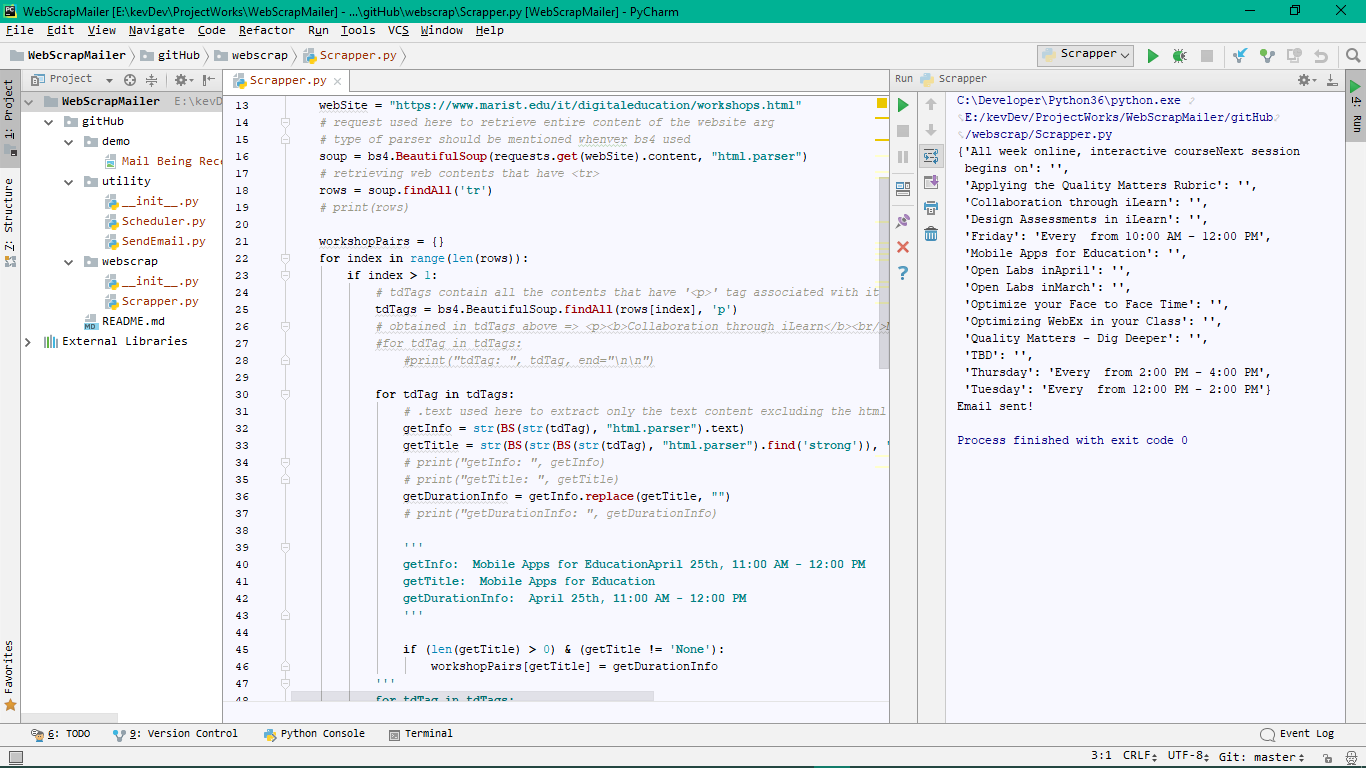 WebScrapMailer [E:\kevDev\ProjectWorks\WebScrapMailer] - ...\gitHub\webscrap\Scrapper.py [WebScrapMailer] - PyCharm
File Edit View Navigate Code Refactor Run Tools VCS Window Help
WebScrapMailer gitHub webscrap Scrapper.py
Scrapper
1: Project
Z: Structure
Favorites
Project
WebScrapMailer E:\kevD
gitHub
demo
Mail Being Rece
utility
__init__.py
Scheduler.py
SendEmail.py
webscrap
__init__.py
Scrapper.py
README.md
External Libraries
Scrapper.py
13 webSite = "https://www.marist.edu/it/digitaleducation/workshops.html"
14 # request used here to retrieve entire content of the website arg
15 # type of parser should be mentioned whenver bs4 used
16 soup = bs4.BeautifulSoup(requests.get(webSite).content, "html.parser")
17 # retrieving web contents that have <tr>
18 rows = soup.findAll('tr')
19 # print(rows)
20
21 workshopPairs = {}
22 for index in range(len(rows)):
23 if index > 1:
24 # tdTags contain all the contents that have '<p>' tag associated with it
25 tdTags = bs4.BeautifulSoup.findAll(rows[index], 'p')
26 # obtained in tdTags above => <p><b>Collaboration through iLearn</b><br/>
27 #for tdTag in tdTags:
28 #print("tdTag: ", tdTag, end="\n\n")
29
30 for tdTag in tdTags:
31 # .text used here to extract only the text content excluding the html
32 getInfo = str(BS(str(tdTag), "html.parser").text)
33 getTitle = str(BS(str(BS(str(tdTag), "html.parser").find('strong')), "
34 # print("getInfo: ", getInfo)
35 # print("getTitle: ", getTitle)
36 getDurationInfo = getInfo.replace(getTitle, "")
37 # print("getDurationInfo: ", getDurationInfo)
38
39 '''
40 getInfo: Mobile Apps for EducationApril 25th, 11:00 AM - 12:00 PM
41 getTitle: Mobile Apps for Education
42 getDurationInfo: April 25th, 11:00 AM - 12:00 PM
43 '''
44
45 if (len(getTitle) > 0) & (getTitle != 'None'):
46 workshopPairs[getTitle] = getDurationInfo
47 '''
48 for tdTag in tdTags:
Run Scrapper
C:\Developer\Python36\python.exe
E:/kevDev/ProjectWorks/WebScrapMailer/gitHub
/webscrap/Scrapper.py
{'All week online, interactive courseNext session
begins on': '',
'Applying the Quality Matters Rubric': '',
'Collaboration through iLearn': '',
'Design Assessments in iLearn': '',
'Friday': 'Every  from 10:00 AM - 12:00 PM',
'Mobile Apps for Education': '',
'Open Labs inApril': '',
'Open Labs inMarch': '',
'Optimize your Face to Face Time': '',
'Optimizing WebEx in your Class': '',
'Quality Matters - Dig Deeper': '',
'TBD': '',
'Thursday': 'Every  from 2:00 PM - 4:00 PM',
'Tuesday': 'Every  from 12:00 PM - 2:00 PM'}
Email sent!
Process finished with exit code 0
4: Run
6: TODO 9: Version Control Python Console Terminal Event Log
3:1 CRLF UTF-8 Git: master